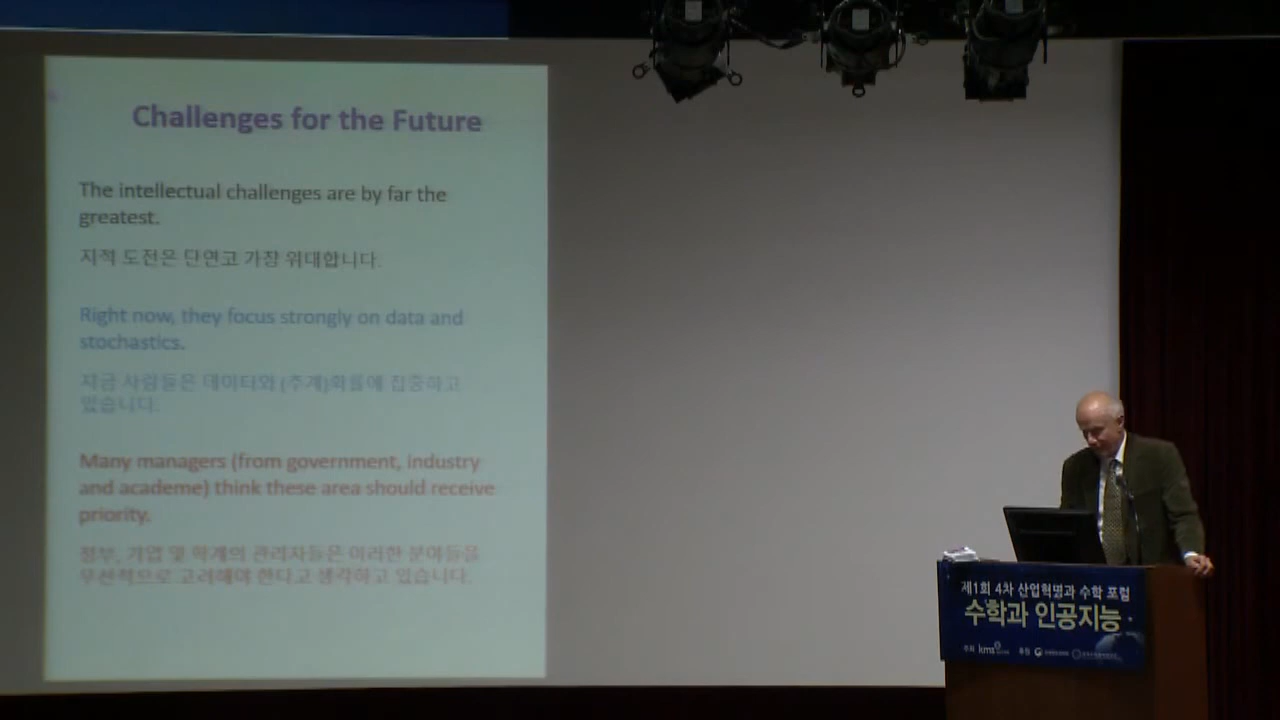 Challenges for the Future
The intellectual challenges are by far the
greatest.
지적 도전은 단연고 가장 위대합니다.
Right now, they focus strongly on data and
stochastics.
지금 사람들은 데이터와 (추계)확률에 집중하고
있습니다.
Many managers (from government, industry
and academe) think these area should receive
priority.
정부, 기업 및 학계의 관리자들은 이러한 분야들을
우선적으로 고려해야 한다고 생각하고 있습니다.
제1회 4차 산업혁명과 수학 포럼
수학과 인공지능
주최 kms 후원